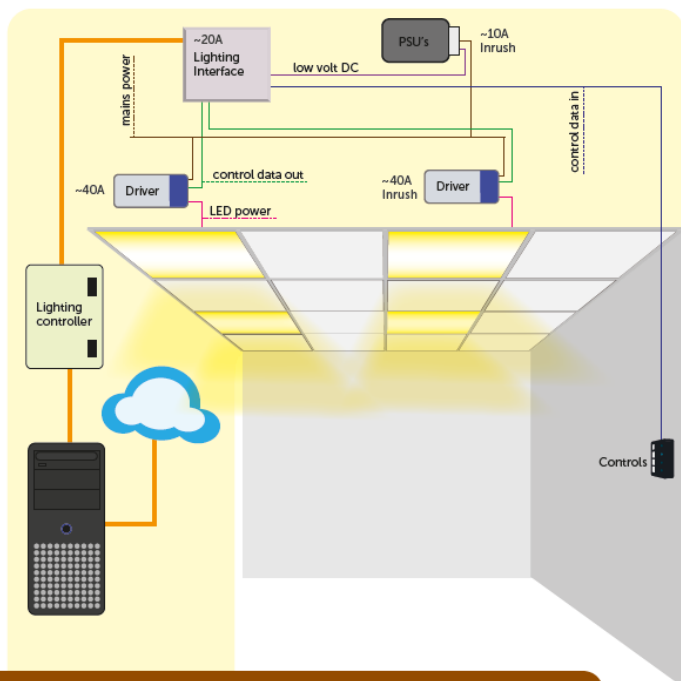 ~20A
Lighting
Interface
PSU's
~10A
Inrush
low volt DC
mains power
control data in
~40A
Driver
control data out
~40A
Inrush
Driver
LED power
Lighting
controller
Controls